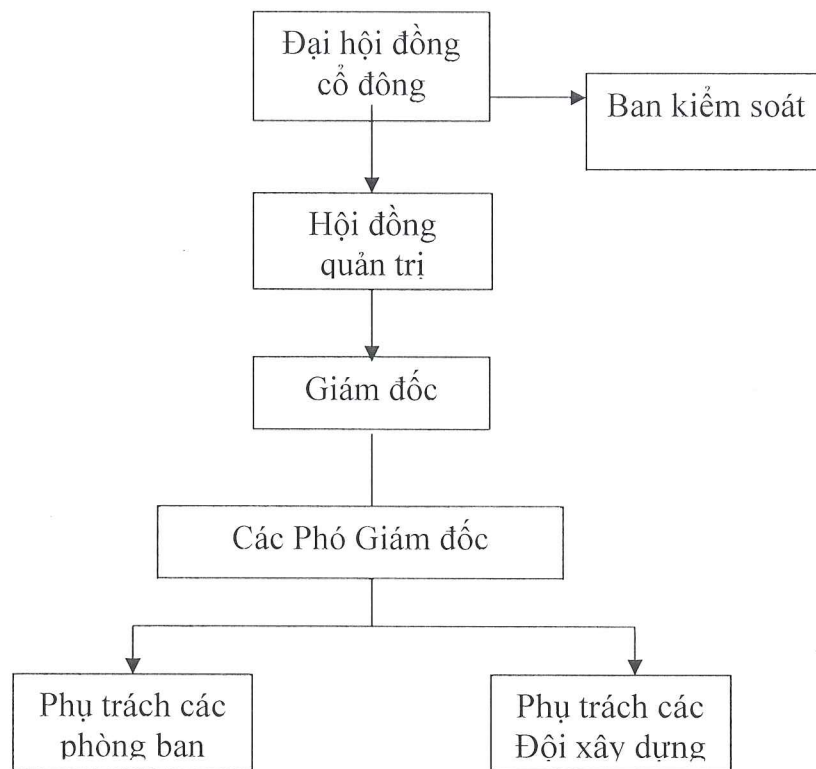 Đại hội đồng
cổ đông
Ban kiểm soát
Hội đồng
quản trị
Giám đốc
Các Phó Giám đốc
Phụ trách các
phòng ban
Phụ trách các
Đội xây dựng